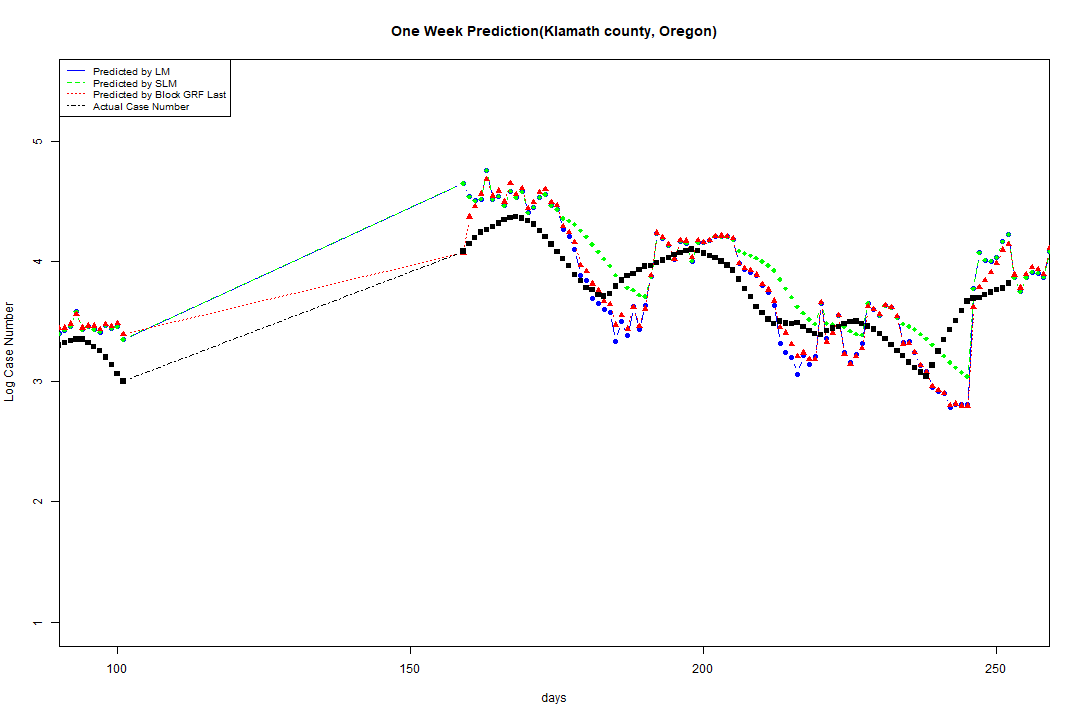 One Week Prediction(Klamath county, Oregon)
Predicted by LM
Predicted by SLM
Predicted by Block GRF Last
Actual Case Number
5
4
3
2
1
Log Case Number
100 150 200 250
days